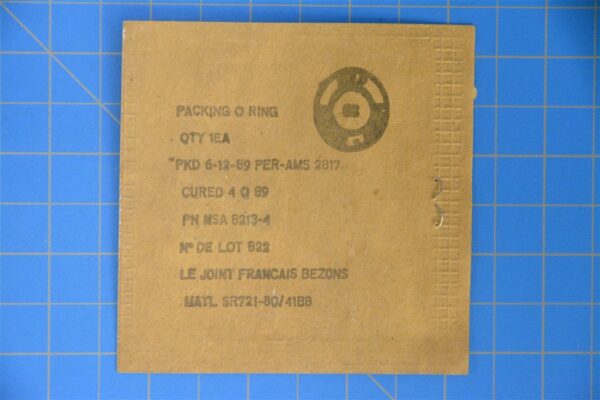 PACKING O RING
QTY 1EA
PKD 6-12-89 PER-AMS 2817
CURED 4 Q 89
PN NSA 8213-4
Nº DE LOT 822
LE JOINT FRANCAIS BEZONS
MATL SR721-80/41B8